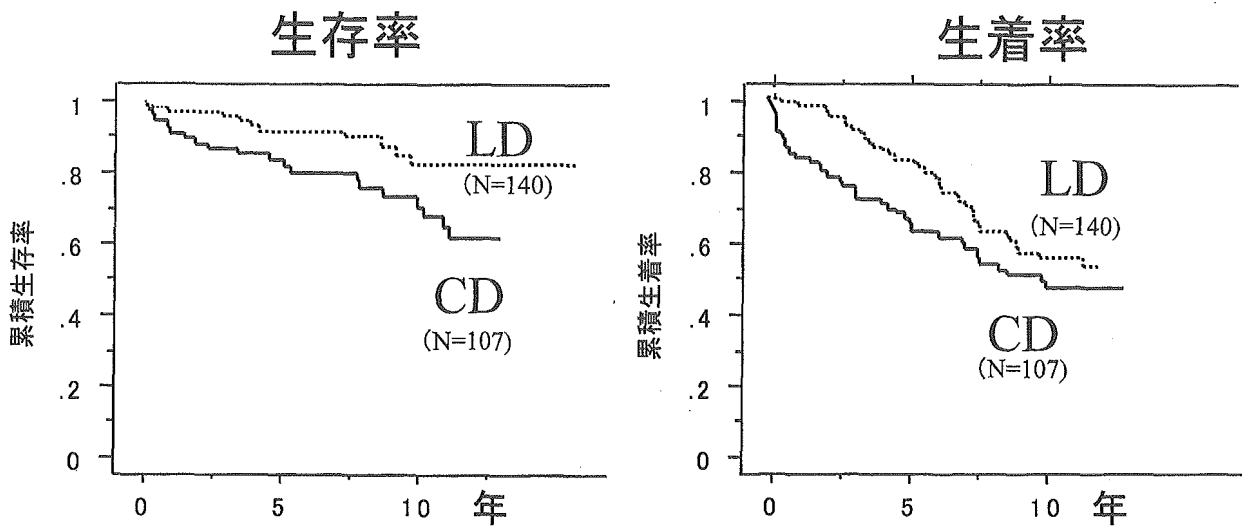 生存率
累積生存率
1
.8
.6
.4
.2
0
LD
(N=140)
CD
(N=107)
0 5 10 年
生着率
累積生着率
1
.8
.6
.4
.2
0
LD
(N=140)
CD
(N=107)
0 5 10 年